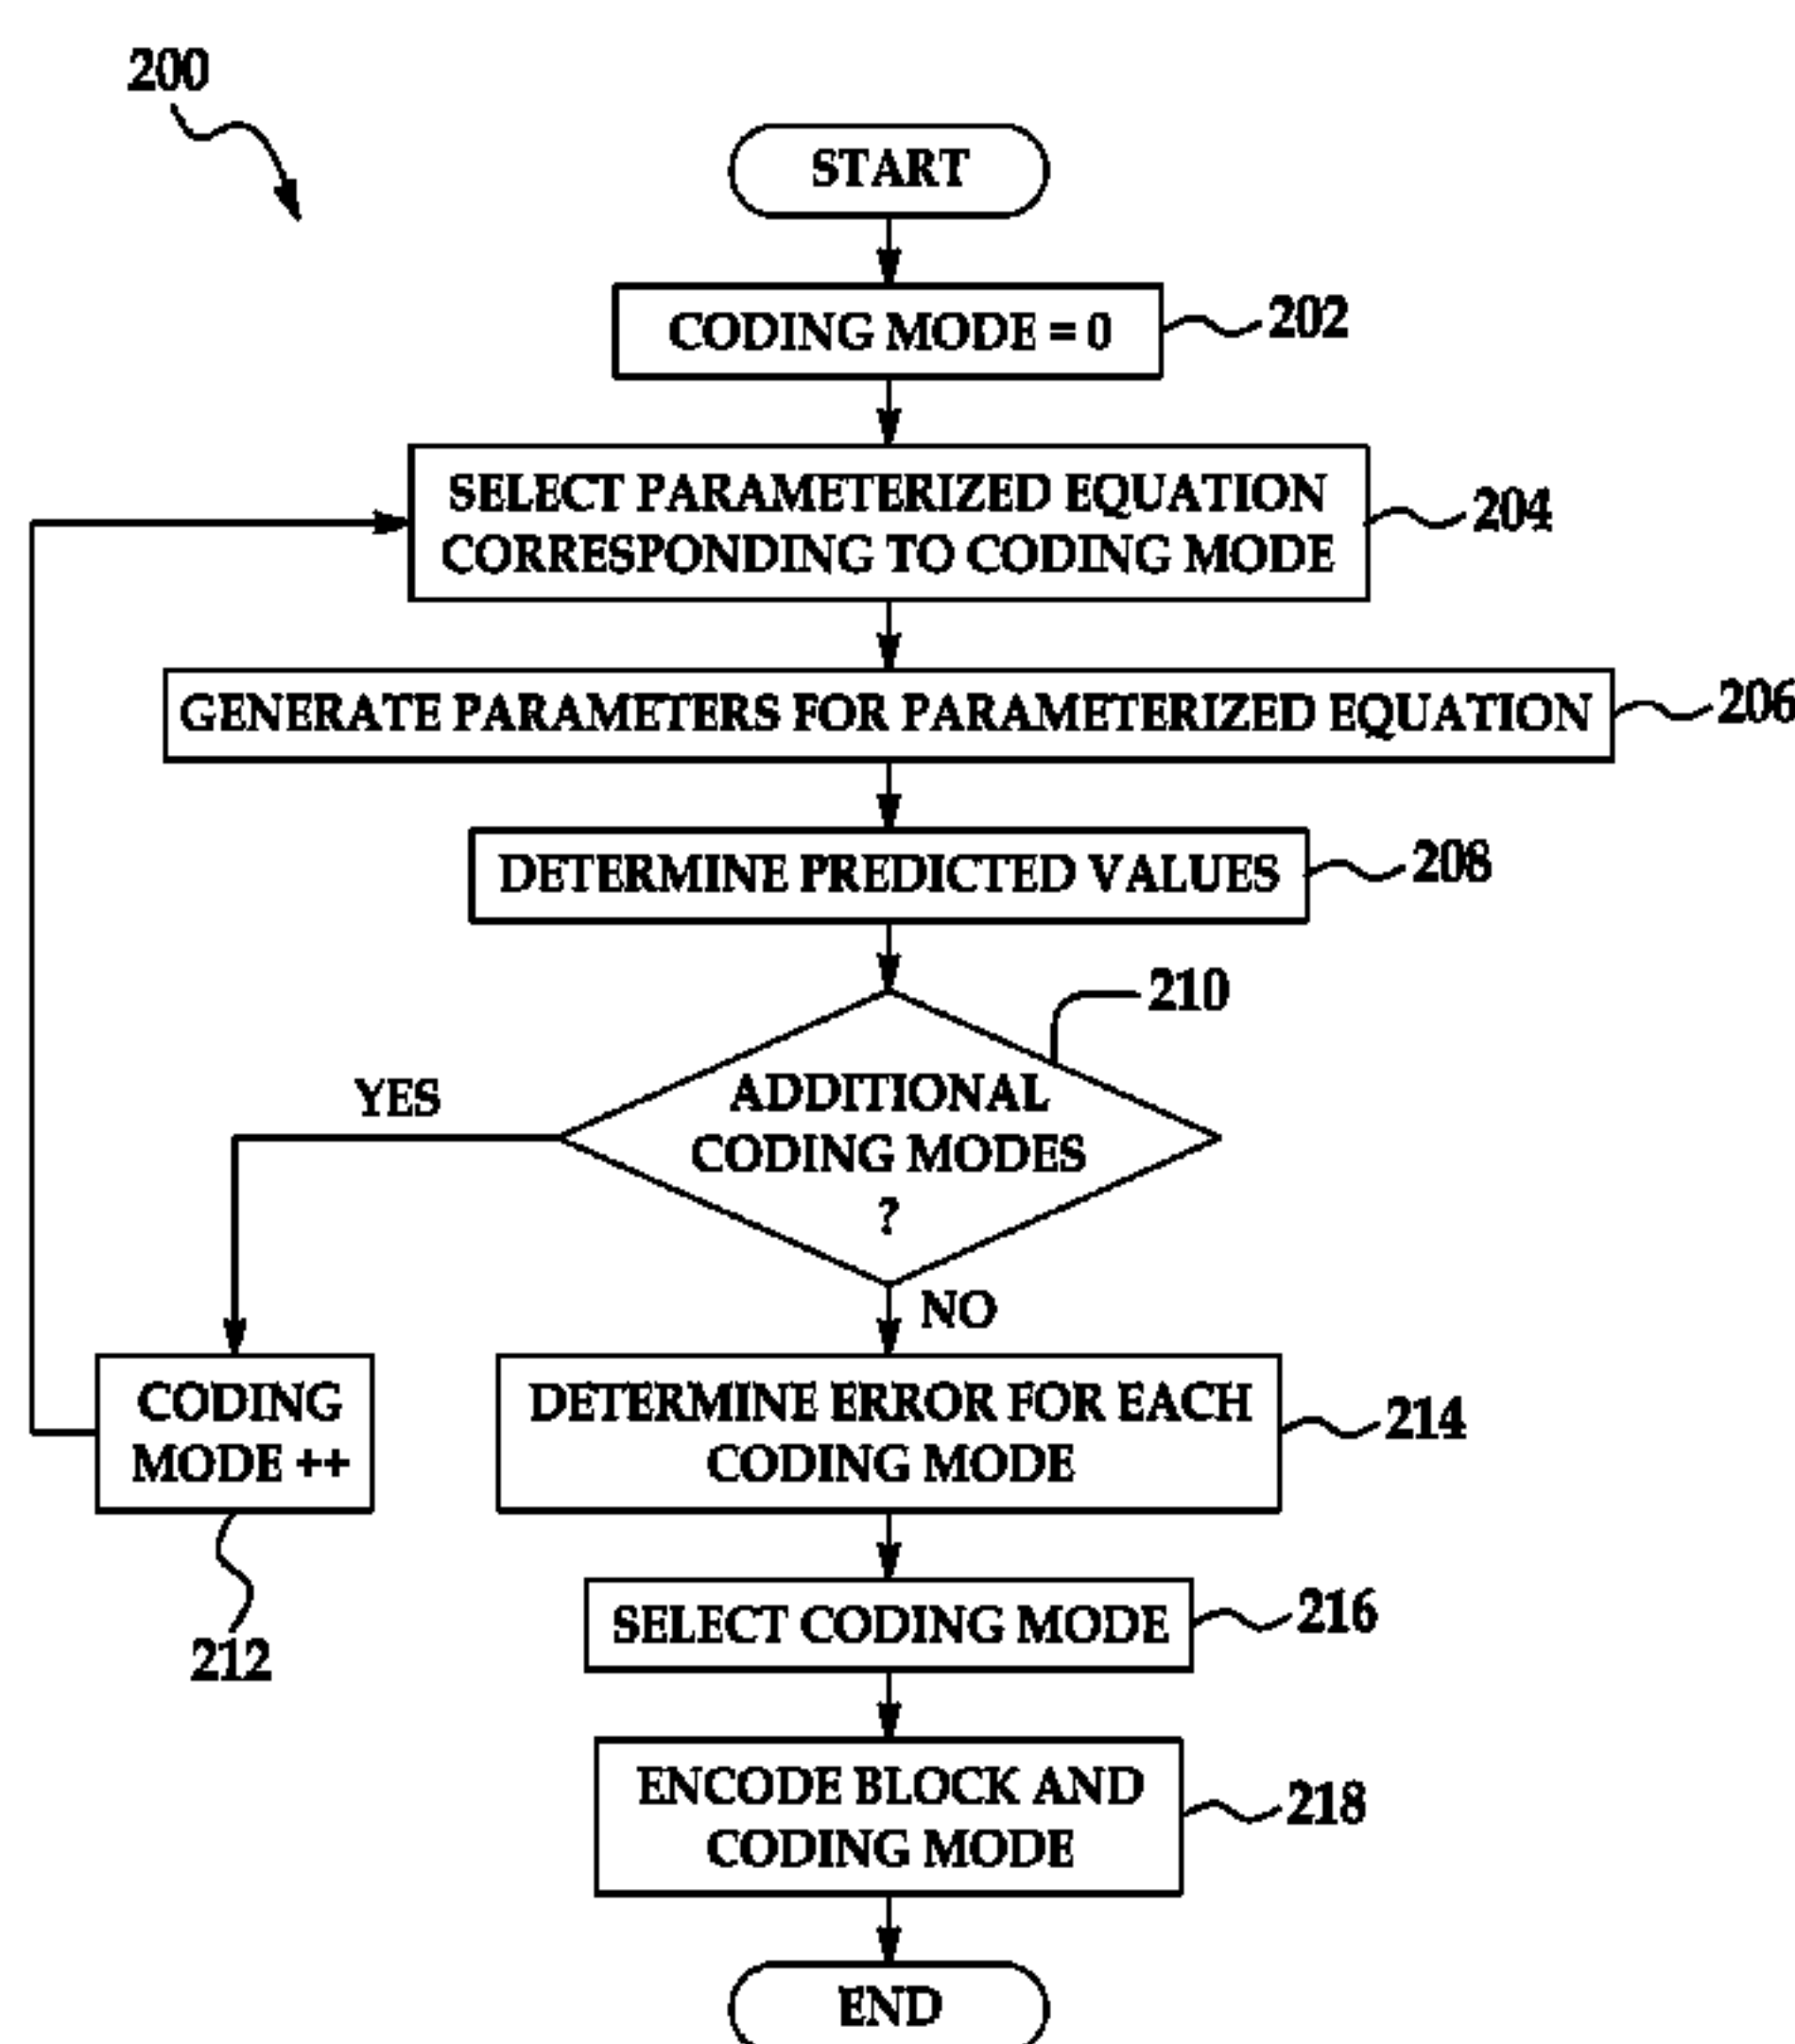 200
START
CODING MODE = 0
202
SELECT PARAMETERIZED EQUATION
CORRESPONDING TO CODING MODE
204
GENERATE PARAMETERS FOR PARAMETERIZED EQUATION
206
DETERMINE PREDICTED VALUES
208
210
ADDITIONAL
CODING MODES
?
YES
NO
CODING
MODE ++
212
DETERMINE ERROR FOR EACH
CODING MODE
214
SELECT CODING MODE
216
ENCODE BLOCK AND
CODING MODE
218
END